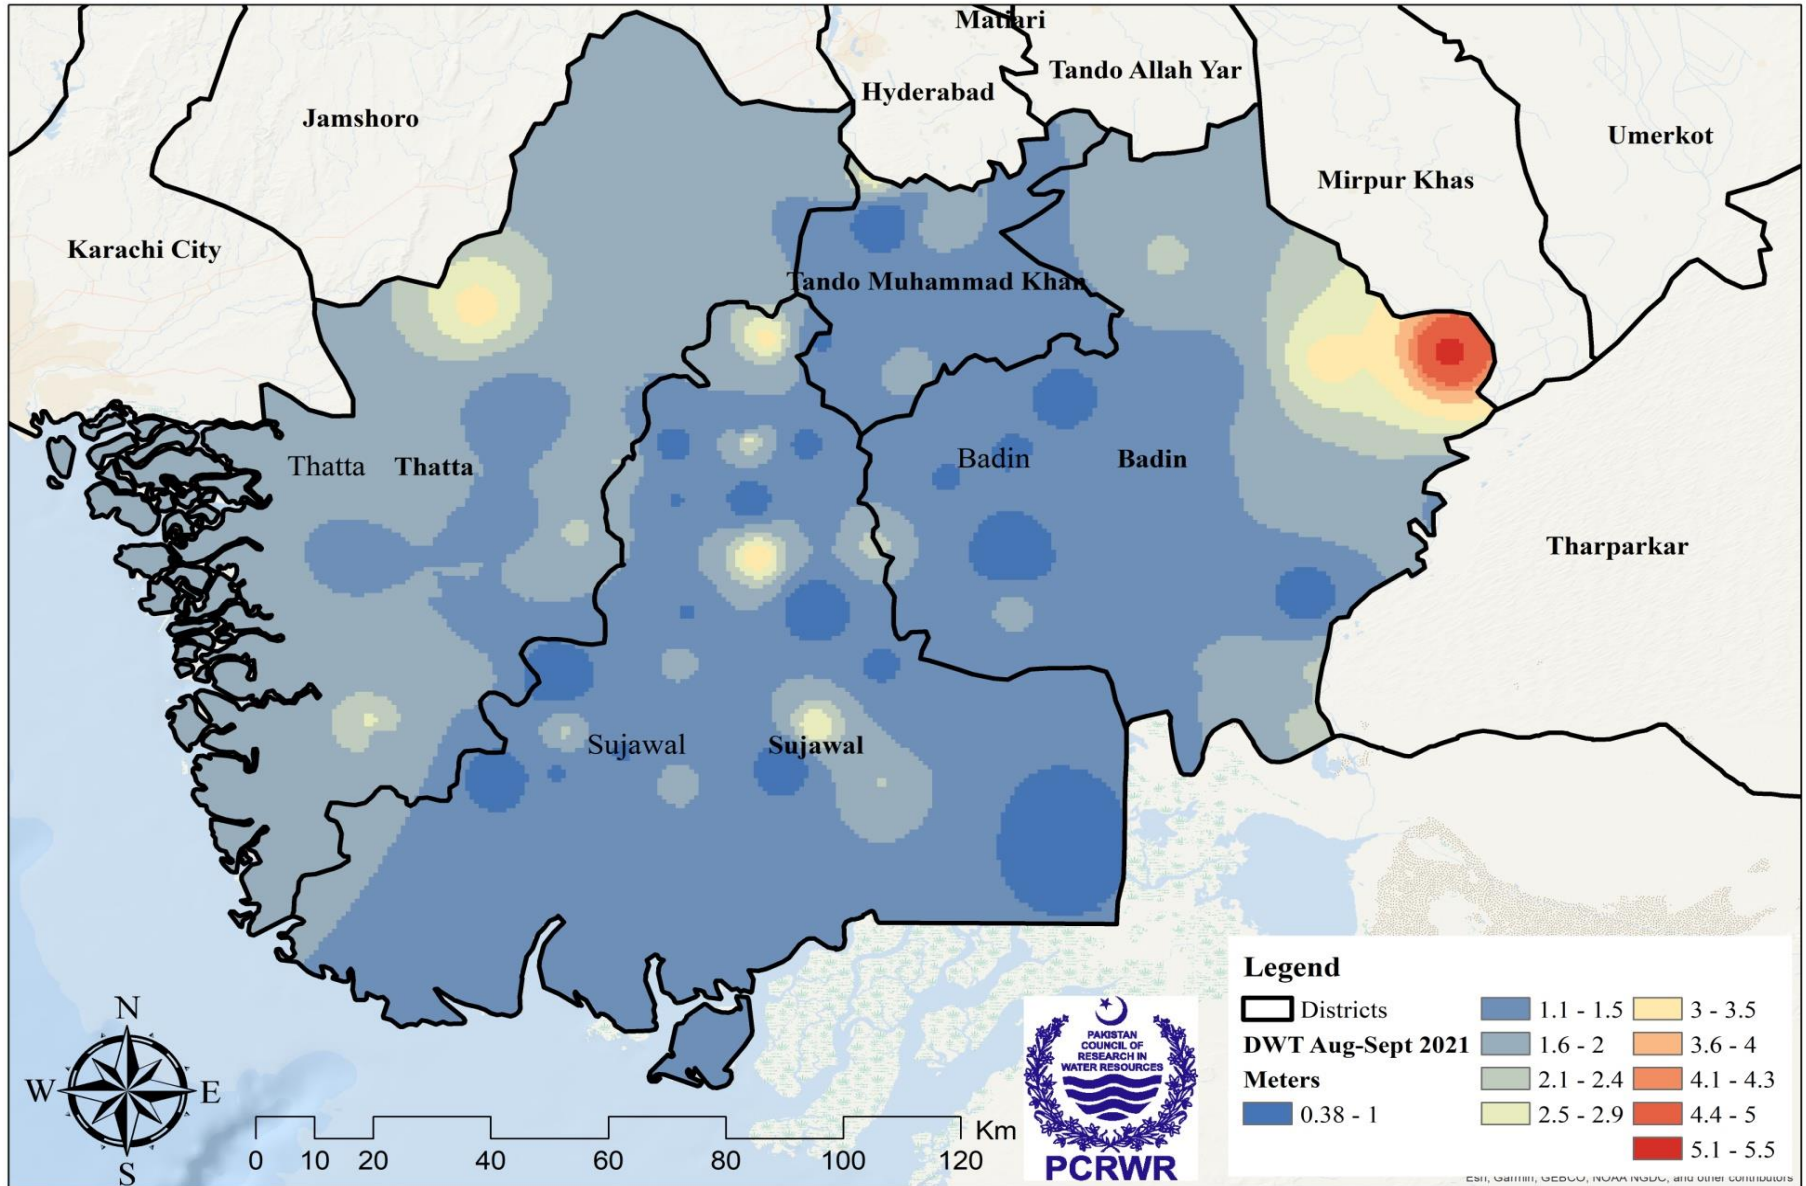 Matiari
Tando Allah Yar
Hyderabad
Jamshoro
Umerkot
Mirpur Khas
Karachi City
Tando Muhammad Khan
Thatta Thatta
Badin Badin
Tharparkar
Sujawal Sujawal
N
W E
S
0 10 20 40 60 80 100 120
Km
PAKISTAN
COUNCIL OF
RESEARCH IN
WATER RESOURCES
PCRWR
Legend
Districts
DWT Aug-Sept 2021
Meters
0.38 - 1
1.1 - 1.5
1.6 - 2
2.1 - 2.4
2.5 - 2.9
3 - 3.5
3.6 - 4
4.1 - 4.3
4.4 - 5
5.1 - 5.5
Esri, Garmin, GEBCO, NOAA NGDC, and other contributors